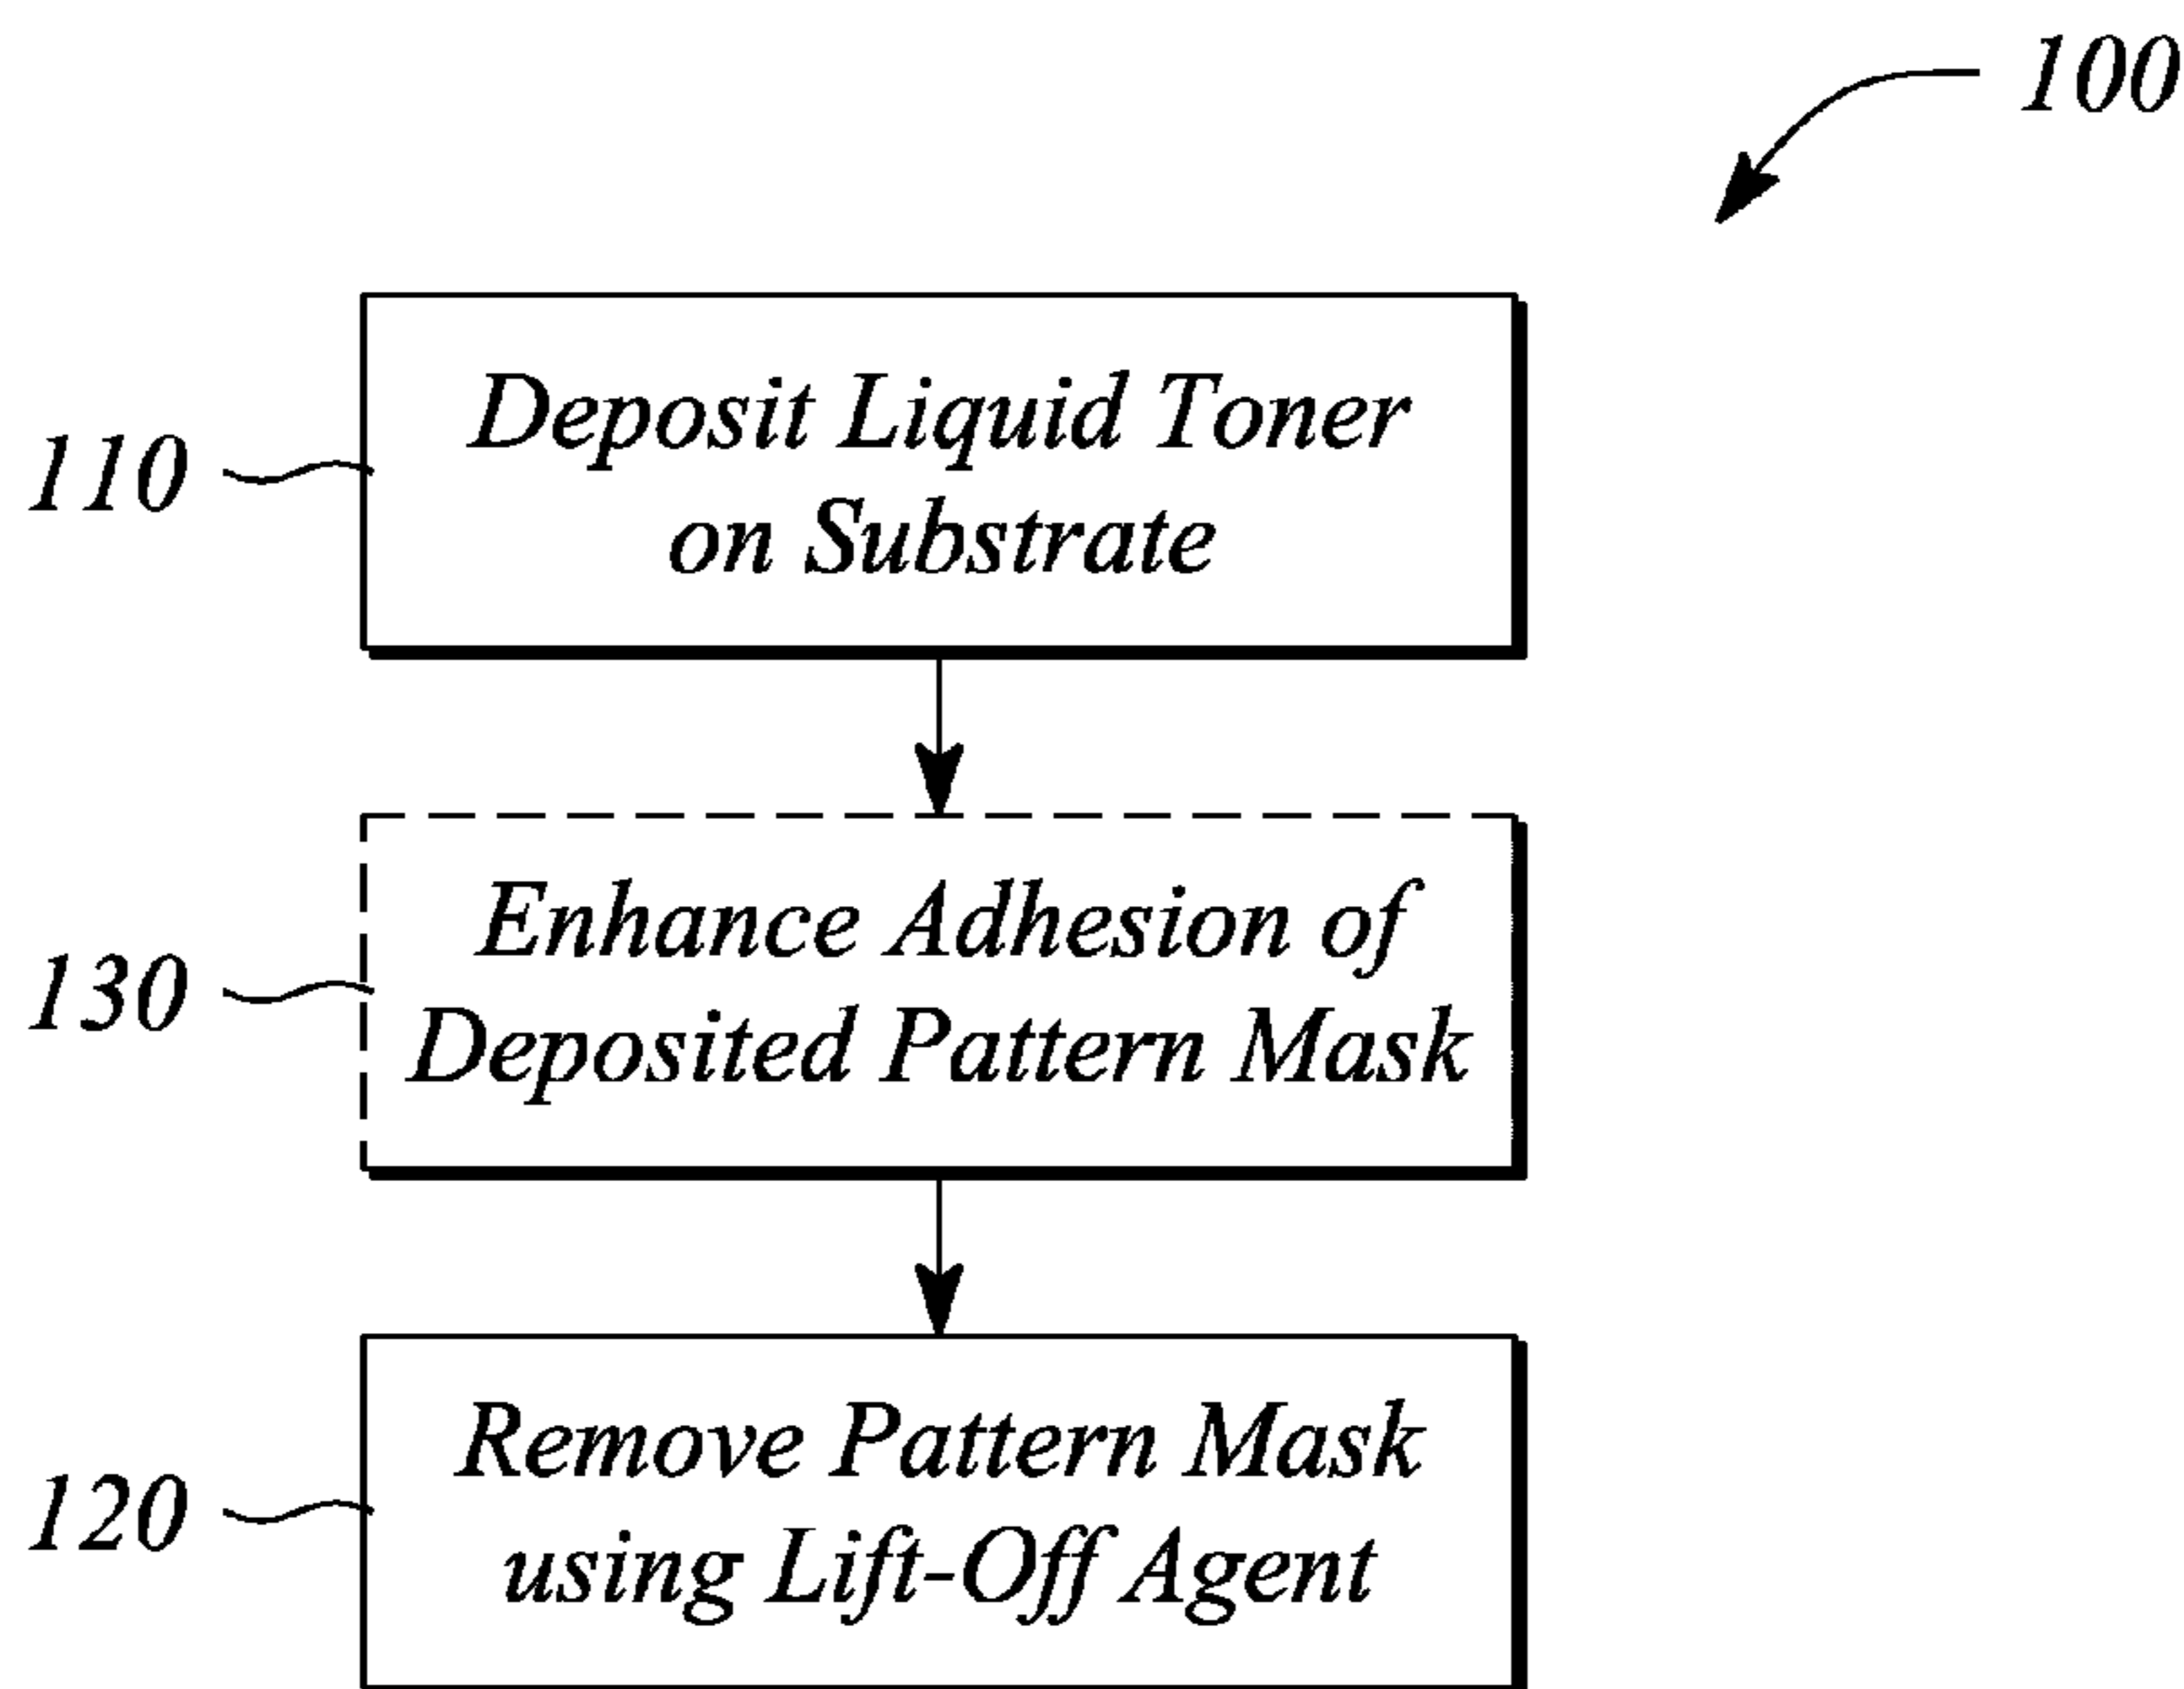 100
110
Deposit Liquid Toner
on Substrate
130
Enhance Adhesion of
Deposited Pattern Mask
120
Remove Pattern Mask
using Lift-Off Agent